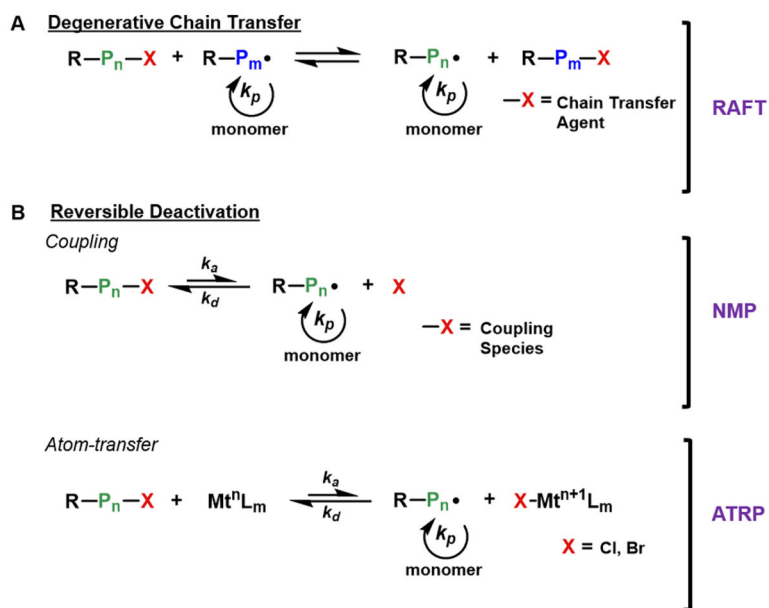 A Degenerative Chain Transfer
R–Pn–X + R–Pm• ⇌ R–Pn• + R–Pm–X
kp kp
monomer monomer
–X = Chain Transfer
Agent
RAFT
B Reversible Deactivation
Coupling
ka
R–Pn–X ⇌ R–Pn• + X
kd
kp
monomer
–X = Coupling
Species
NMP
Atom-transfer
ka
R–Pn–X + MtⁿLm ⇌ R–Pn• + X-Mtⁿ⁺¹Lm
kd
kp
monomer
X = Cl, Br
ATRP